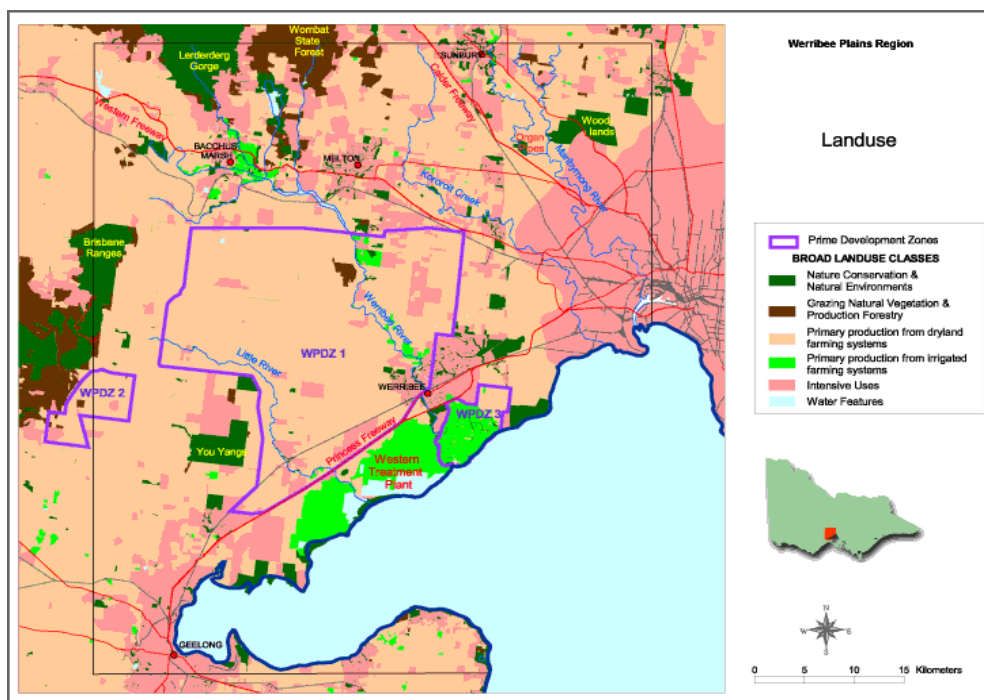 Werribee Plains Region
Landuse
Prime Development Zones
BROAD LANDUSE CLASSES
Nature Conservation &
Natural Environments
Grazing Natural Vegetation &
Production Forestry
Primary production from dryland
farming systems
Primary production from irrigated
farming systems
Intensive Uses
Water Features
N
W
E
S
0
5
10
15
Kilometers
Wombat
State
Forest
Lerderderg
Gorge
SUNBURY
Calder Freeway
Western Freeway
Wood
lands
Organ
Pipes
BACCHUS
MARSH
MELTON
Maribyrnong River
Kororoit Creek
Brisbane
Ranges
Werribee River
WPDZ 1
Little River
WPDZ 2
WERRIBEE
WPDZ 3
Princess Freeway
You Yangs
Western
Treatment
Plant
GEELONG